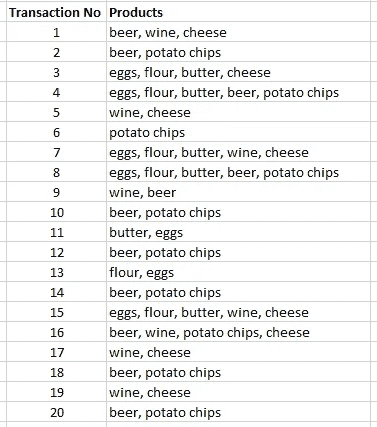 Transaction No Products
1 beer, wine, cheese
2 beer, potato chips
3 eggs, flour, butter, cheese
4 eggs, flour, butter, beer, potato chips
5 wine, cheese
6 potato chips
7 eggs, flour, butter, wine, cheese
8 eggs, flour, butter, beer, potato chips
9 wine, beer
10 beer, potato chips
11 butter, eggs
12 beer, potato chips
13 flour, eggs
14 beer, potato chips
15 eggs, flour, butter, wine, cheese
16 beer, wine, potato chips, cheese
17 wine, cheese
18 beer, potato chips
19 wine, cheese
20 beer, potato chips